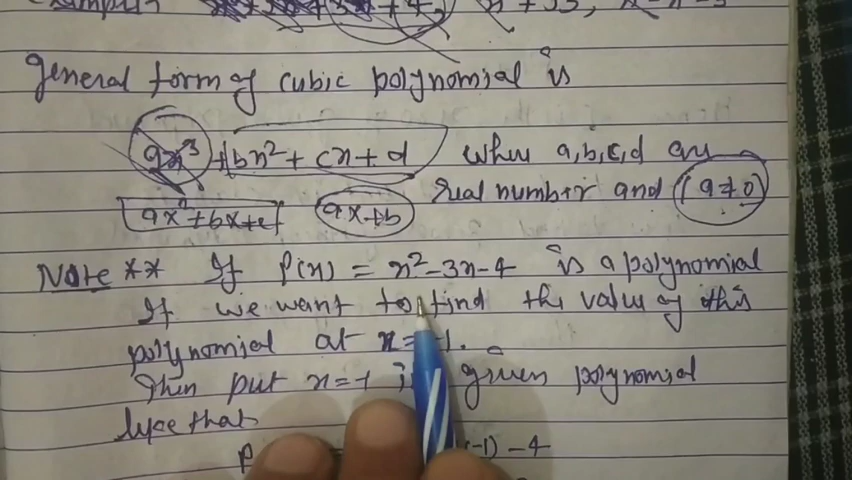 General form of cubic polynomial is
ax³ + bx² + cx + d where a,b,c,d are
real number and (a ≠ 0)
ax² + bx + c ax+b
Note ** If P(x) = x² - 3x - 4 is a polynomial
If we want to find the value of this
polynomial at x = -1.
Then put x = -1 given polynomial
like that
(-1) - 4